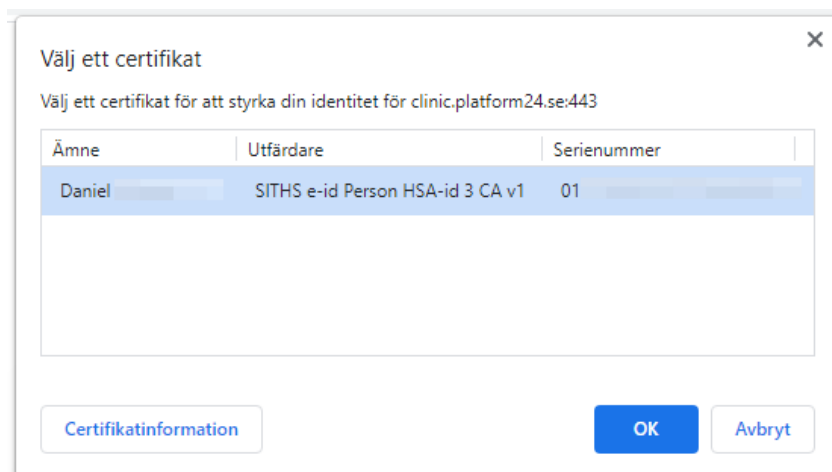 Välj ett certifikat
Välj ett certifikat för att styrka din identitet för clinic.platform24.se:443
Ämne Utfärdare Serienummer
Daniel SITHS e-id Person HSA-id 3 CA v1 01
Certifikatinformation OK Avbryt